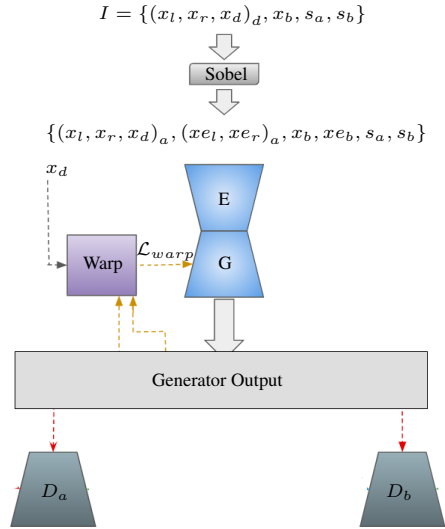 I = {(x_l, x_r, x_d)_d, x_b, s_a, s_b}
Sobel
{(x_l, x_r, x_d)_a, (xe_l, xe_r)_a, x_b, xe_b, s_a, s_b}
x_d
E
Warp
ℒ_warp
G
Generator Output
D_a
D_b